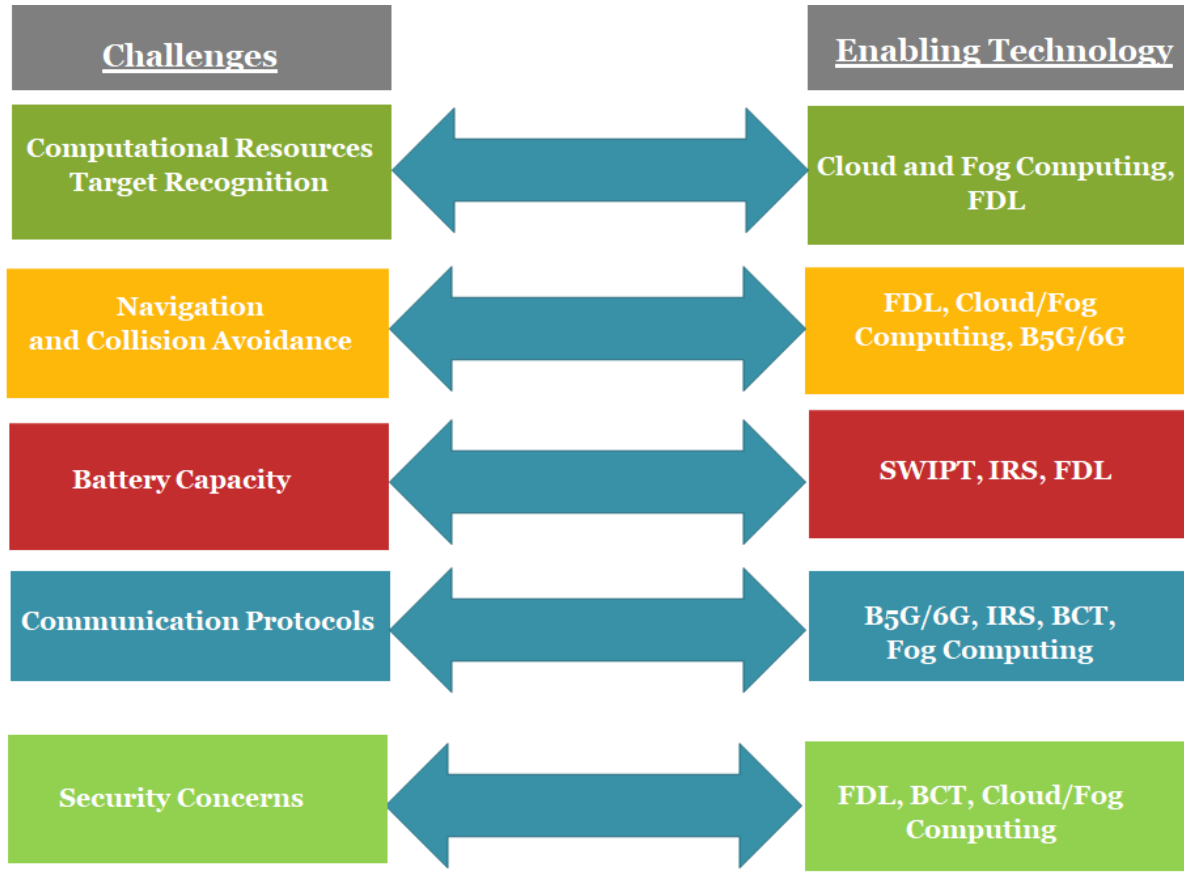 Challenges
Enabling Technology
Computational Resources
Target Recognition
Cloud and Fog Computing,
FDL
Navigation
and Collision Avoidance
FDL, Cloud/Fog
Computing, B5G/6G
Battery Capacity
SWIPT, IRS, FDL
Communication Protocols
B5G/6G, IRS, BCT,
Fog Computing
Security Concerns
FDL, BCT, Cloud/Fog
Computing